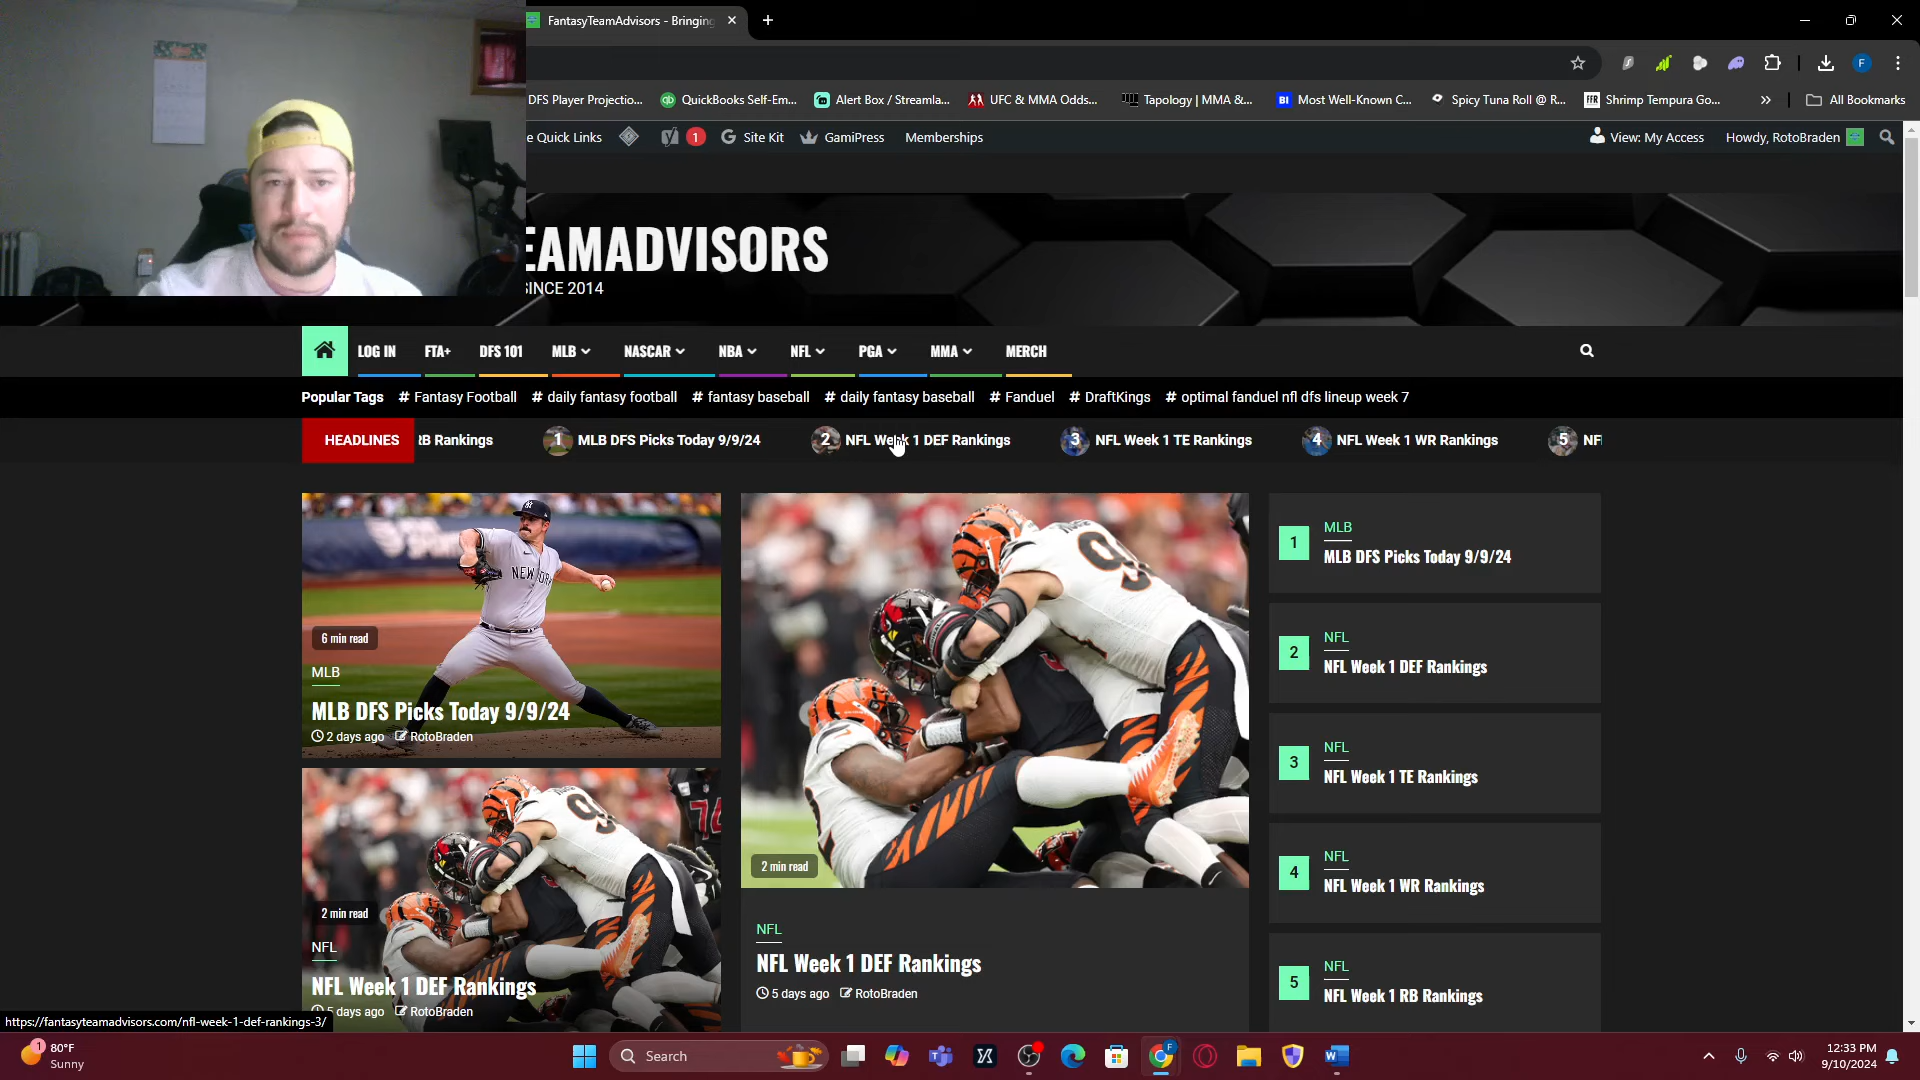 FantasyTeamAdvisors - Bringing
DFS Player Projectio...
QuickBooks Self-Em...
Alert Box / Streamla...
UFC & MMA Odds...
Tapology | MMA &...
BI Most Well-Known C...
Spicy Tuna Roll @ R...
FFR Shrimp Tempura Go...
»
All Bookmarks
e Quick Links
1
Site Kit
GamiPress
Memberships
View: My Access
Howdy, RotoBraden
EAMADVISORS
SINCE 2014
LOG IN
FTA+
DFS 101
MLB
NASCAR
NBA
NFL
PGA
MMA
MERCH
Popular Tags # Fantasy Football # daily fantasy football # fantasy baseball # daily fantasy baseball # Fanduel # DraftKings # optimal fanduel nfl dfs lineup week 7
HEADLINES
RB Rankings
1 MLB DFS Picks Today 9/9/24
2 NFL Week 1 DEF Rankings
3 NFL Week 1 TE Rankings
4 NFL Week 1 WR Rankings
5 NF
NEW YORK
6 min read
MLB
MLB DFS Picks Today 9/9/24
2 days ago RotoBraden
2 min read
NFL
NFL Week 1 DEF Rankings
5 days ago RotoBraden
2 min read
NFL
NFL Week 1 DEF Rankings
5 days ago RotoBraden
1
MLB
MLB DFS Picks Today 9/9/24
2
NFL
NFL Week 1 DEF Rankings
3
NFL
NFL Week 1 TE Rankings
4
NFL
NFL Week 1 WR Rankings
5
NFL
NFL Week 1 RB Rankings
https://fantasyteamadvisors.com/nfl-week-1-def-rankings-3/
1
80°F
Sunny
Search
12:33 PM
9/10/2024